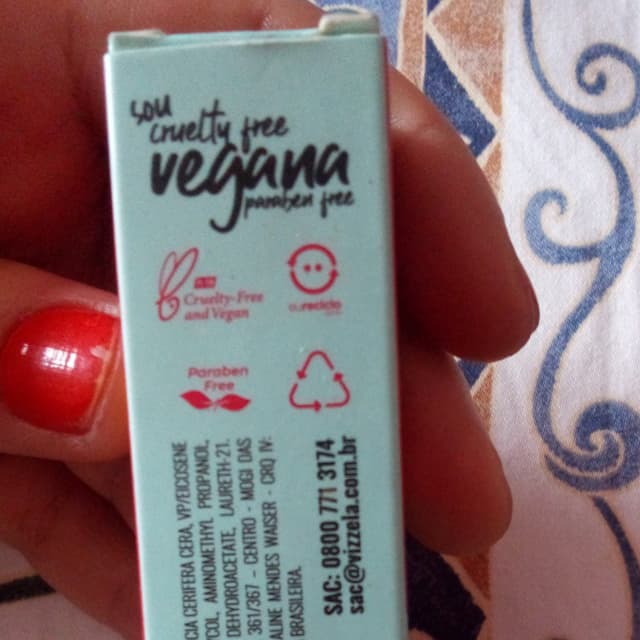 sou
cruelty free
vegana
paraben free
Cruelty-Free
and Vegan
eureciclo
Paraben
Free
CIA CERIFERA CERA, VP/EICOSENE
COL, AMINOMETHYL PROPANOL,
DEHYDROACETATE, LAURETH-21,
361/367 - CENTRO - MOGI DAS
ALINE MENDES WAISER - CRQ IV:
BRASILEIRA.
SAC: 0800 771 3174
sac@vizzela.com.br